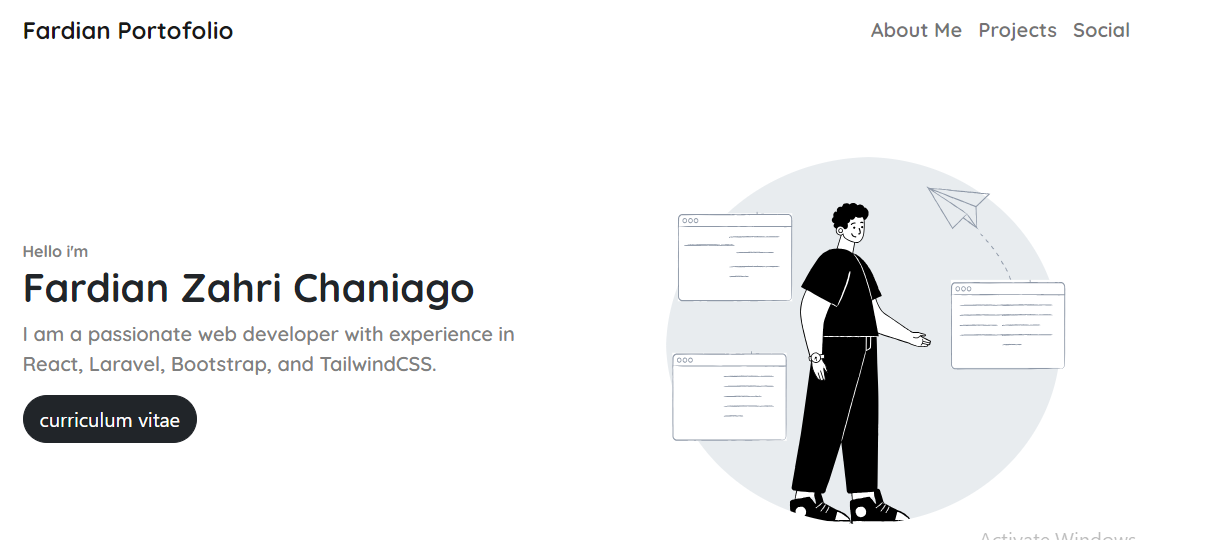 Fardian Portofolio
About Me Projects Social
Hello i'm
Fardian Zahri Chaniago
I am a passionate web developer with experience in
React, Laravel, Bootstrap, and TailwindCSS.
curriculum vitae
Activate Windows